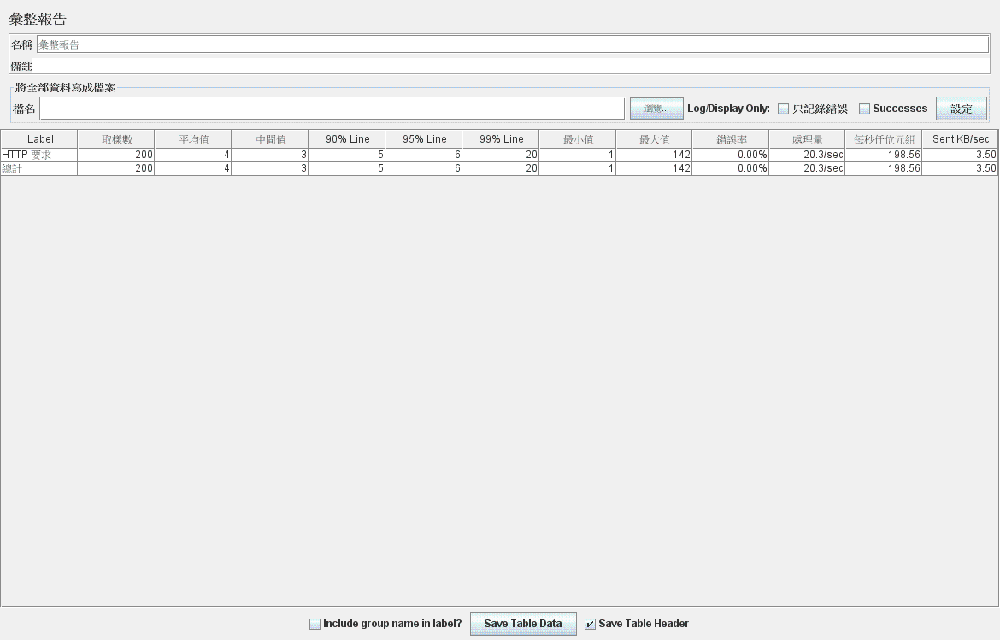 彙整報告
名稱 彙整報告
備註
將全部資料寫成檔案
檔名 瀏覽... Log/Display Only: 只記錄錯誤 Successes 設定
Label 取樣數 平均值 中間值 90% Line 95% Line 99% Line 最小值 最大值 錯誤率 處理量 每秒仟位元組 Sent KB/sec
HTTP 要求 200 4 3 5 6 20 1 142 0.00% 20.3/sec 198.56 3.50
總計 200 4 3 5 6 20 1 142 0.00% 20.3/sec 198.56 3.50
Include group name in label? Save Table Data Save Table Header